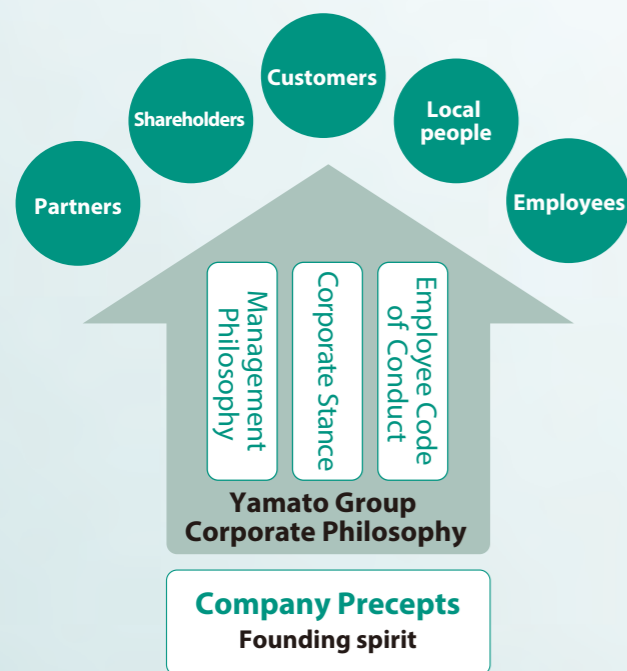 Customers
Shareholders
Local
people
Partners
Employees
Management
Philosophy
Corporate Stance
Employee Code
of Conduct
Yamato Group
Corporate Philosophy
Company Precepts
Founding spirit